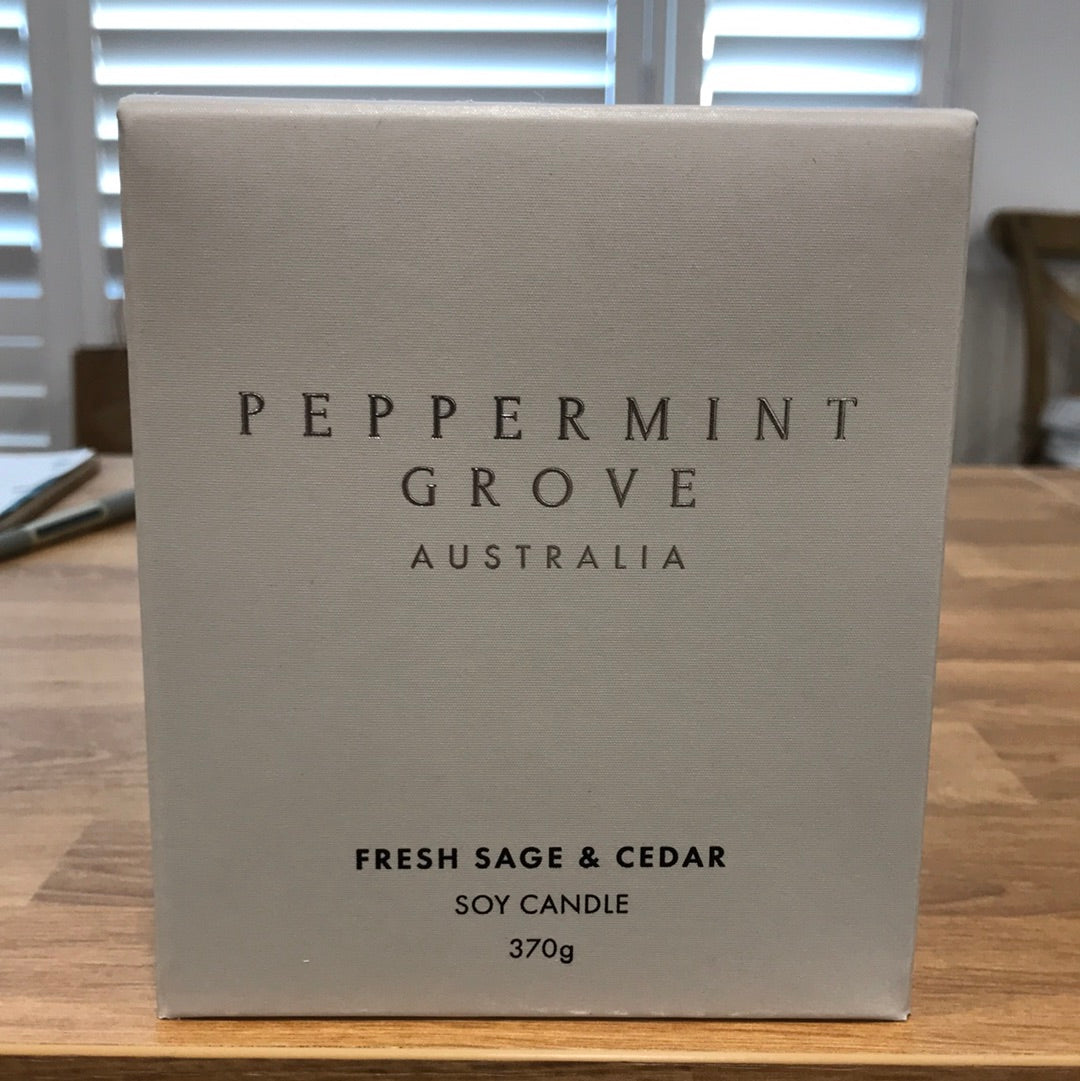 PEPPERMINT
GROVE
AUSTRALIA
FRESH SAGE & CEDAR
SOY CANDLE
370g